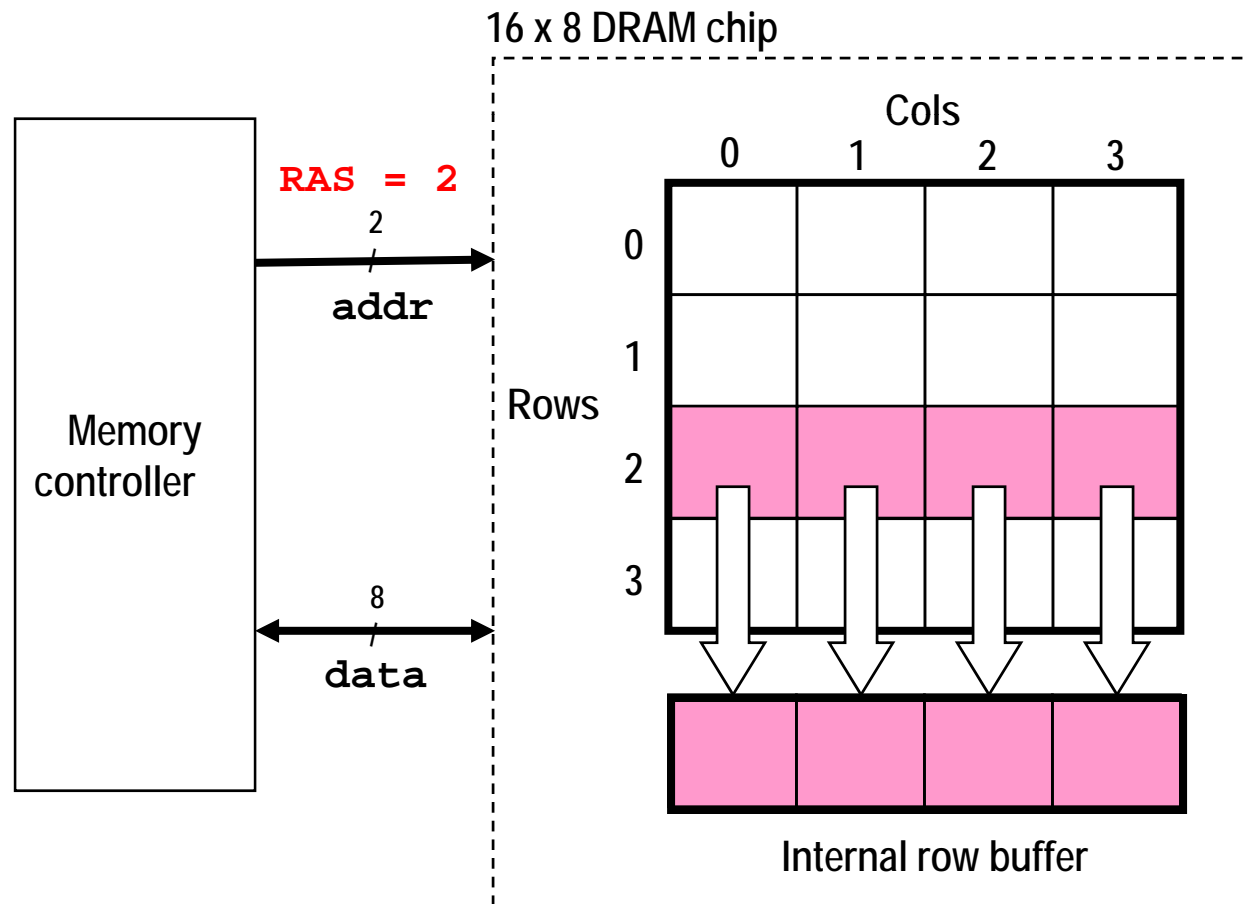 16 x 8 DRAM chip
Cols
0 1 2 3
RAS = 2
2
addr
0
1
Rows
2
3
Memory
controller
8
data
Internal row buffer